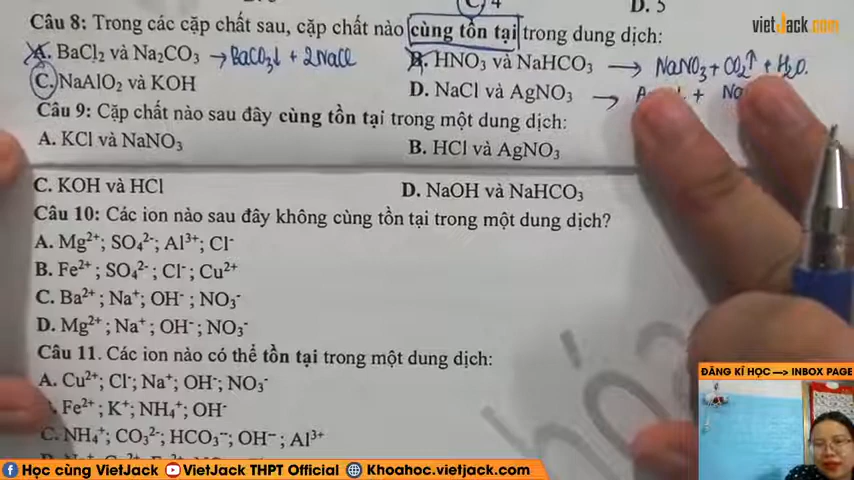 4
D. 5
Câu 8: Trong các cặp chất sau, cặp chất nào cùng tồn tại trong dung dịch:
vietJack.com
A. BaCl₂ và Na₂CO₃ → BaCO₃↓ + 2NaCl
B. HNO₃ và NaHCO₃ → NaNO₃ + CO₂↑ + H₂O.
C. NaAlO₂ và KOH
D. NaCl và AgNO₃ → + Na
Câu 9: Cặp chất nào sau đây cùng tồn tại trong một dung dịch:
A. KCl và NaNO₃
B. HCl và AgNO₃
C. KOH và HCl
D. NaOH và NaHCO₃
Câu 10: Các ion nào sau đây không cùng tồn tại trong một dung dịch?
A. Mg²⁺; SO₄²⁻; Al³⁺; Cl⁻
B. Fe²⁺ ; SO₄²⁻ ; Cl⁻; Cu²⁺
C. Ba²⁺ ; Na⁺; OH⁻ ; NO₃⁻
D. Mg²⁺ ; Na⁺ ; OH⁻ ; NO₃⁻
Câu 11. Các ion nào có thể tồn tại trong một dung dịch:
A. Cu²⁺; Cl⁻; Na⁺; OH⁻; NO₃⁻
Fe²⁺ ; K⁺; NH₄⁺; OH⁻
C. NH₄⁺; CO₃²⁻; HCO₃⁻; OH⁻; Al³⁺
ĐĂNG KÍ HỌC —> INBOX PAGE
Học cùng VietJack VietJack THPT Official Khoahoc.vietjack.com